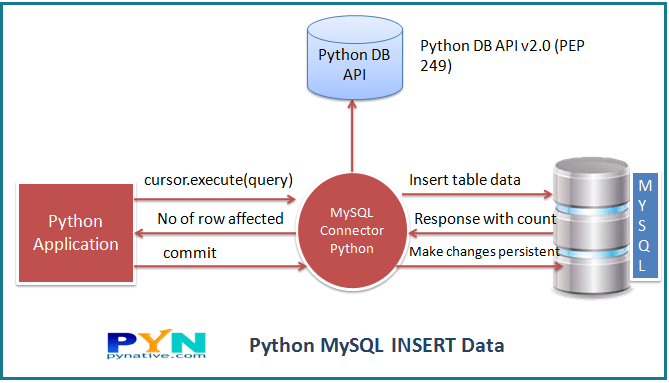 Python DB
API
Python DB API v2.0 (PEP
249)
cursor.execute(query)
Insert table data
Python
Application
No of row affected
MySQL
Connector
Python
Response with count
commit
Make changes persistent
M
Y
S
Q
L
PYN
pynative.com
Python MySQL INSERT Data